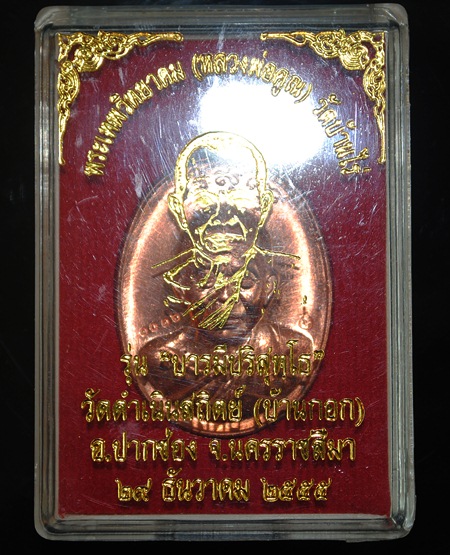 พระเทพวิทยาคม (หลวงพ่อคูณ) วัดบ้านไร่
รุ่น "บารมีปริสุทโธ"
วัดดำเนินสถิตย์ (บ้านกอก)
อ.ปากช่อง จ.นครราชสีมา
๒๙ ธันวาคม ๒๕๕๕